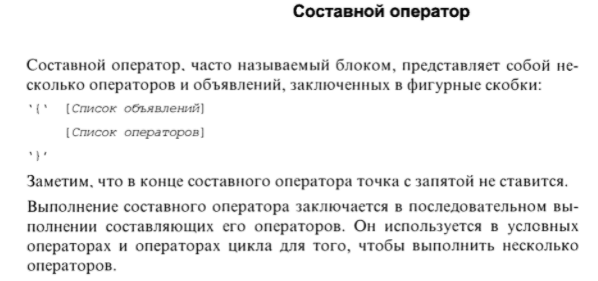 Составной оператор
Составной оператор, часто называемый блоком, представляет собой не-
сколько операторов и объявлений, заключенных в фигурные скобки:
'{' [Список объявлений]
[Список операторов]
'}'
Заметим, что в конце составного оператора точка с запятой не ставится.
Выполнение составного оператора заключается в последовательном вы-
полнении составляющих его операторов. Он используется в условных
операторах и операторах цикла для того, чтобы выполнить несколько
операторов.